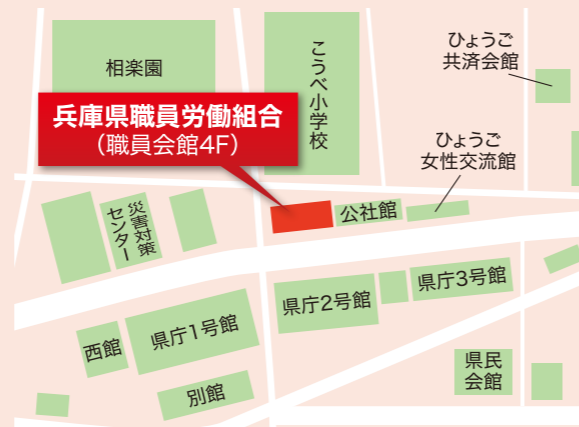 相楽園
こうべ小学校
ひょうご
共済会館
兵庫県職員労働組合
（職員会館4F）
ひょうご
女性交流館
災害対策
センター
公社館
県庁2号館
県庁3号館
西館
県庁1号館
別館
県民
会館